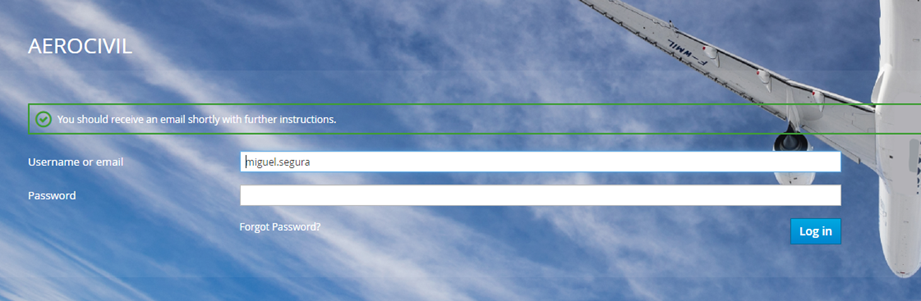 AEROCIVIL
F-WMIL
You should receive an email shortly with further instructions.
Username or email
miguel.segura
Password
Forgot Password?
Log in